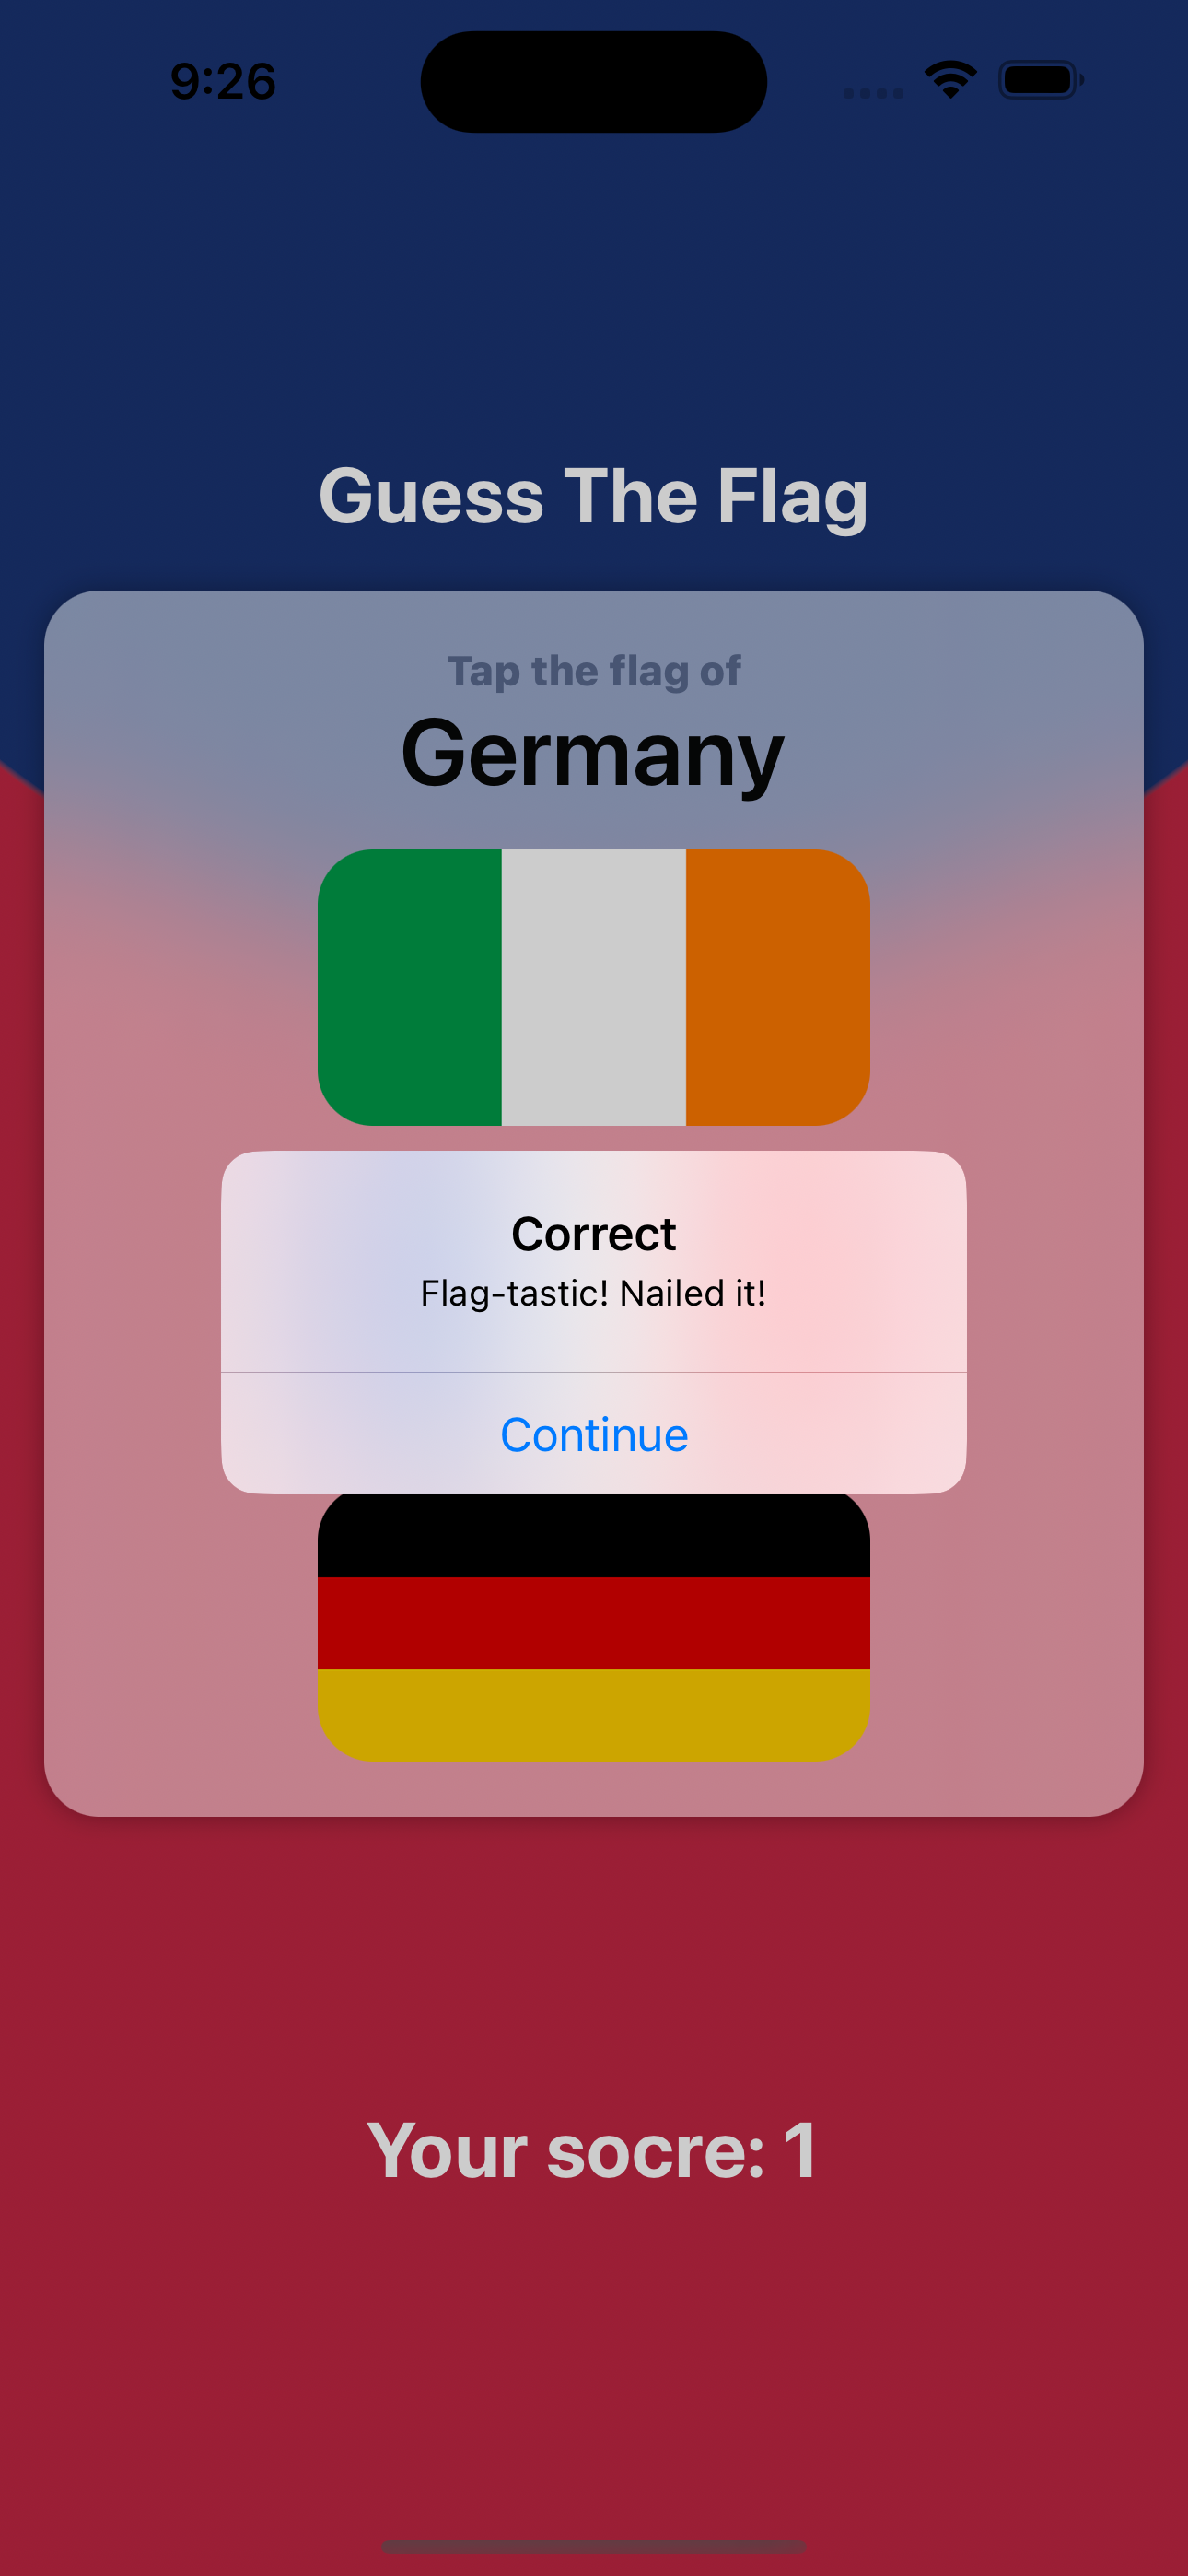 9:26
Guess The Flag
Tap the flag of
Germany
Correct
Flag-tastic! Nailed it!
Continue
Your socre: 1